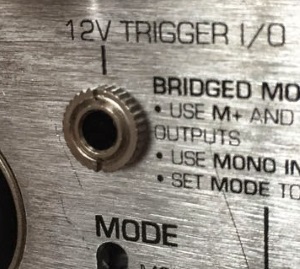 12V TRIGGER I/O
BRIDGED MO
• USE M+ AND
OUTPUTS
• USE MONO IN
• SET MODE TO
MODE